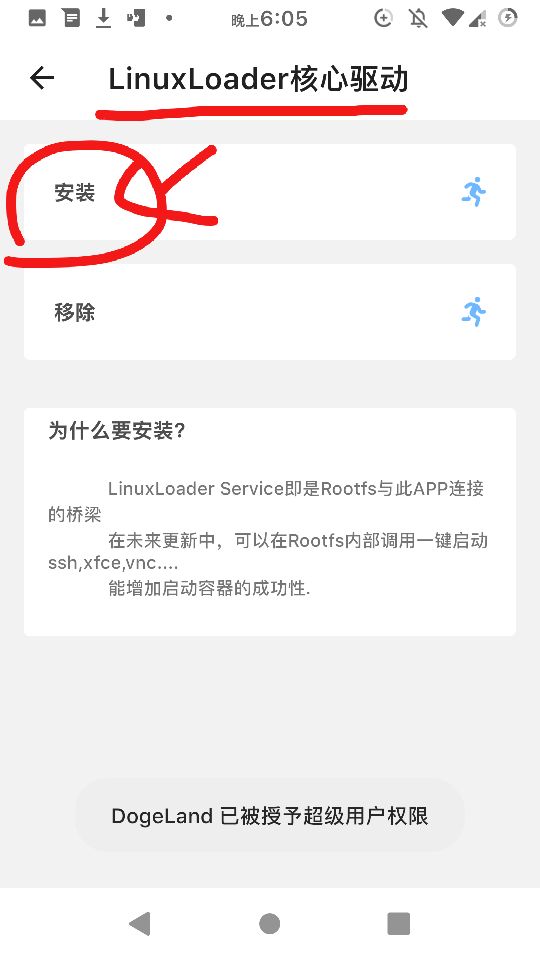 晚上6:05
LinuxLoader核心驱动
安装
移除
为什么要安装?
LinuxLoader Service即是Rootfs与此APP连接
的桥梁
在未来更新中，可以在Rootfs内部调用一键启动
ssh,xfce,vnc....
能增加启动容器的成功性.
DogeLand 已被授予超级用户权限